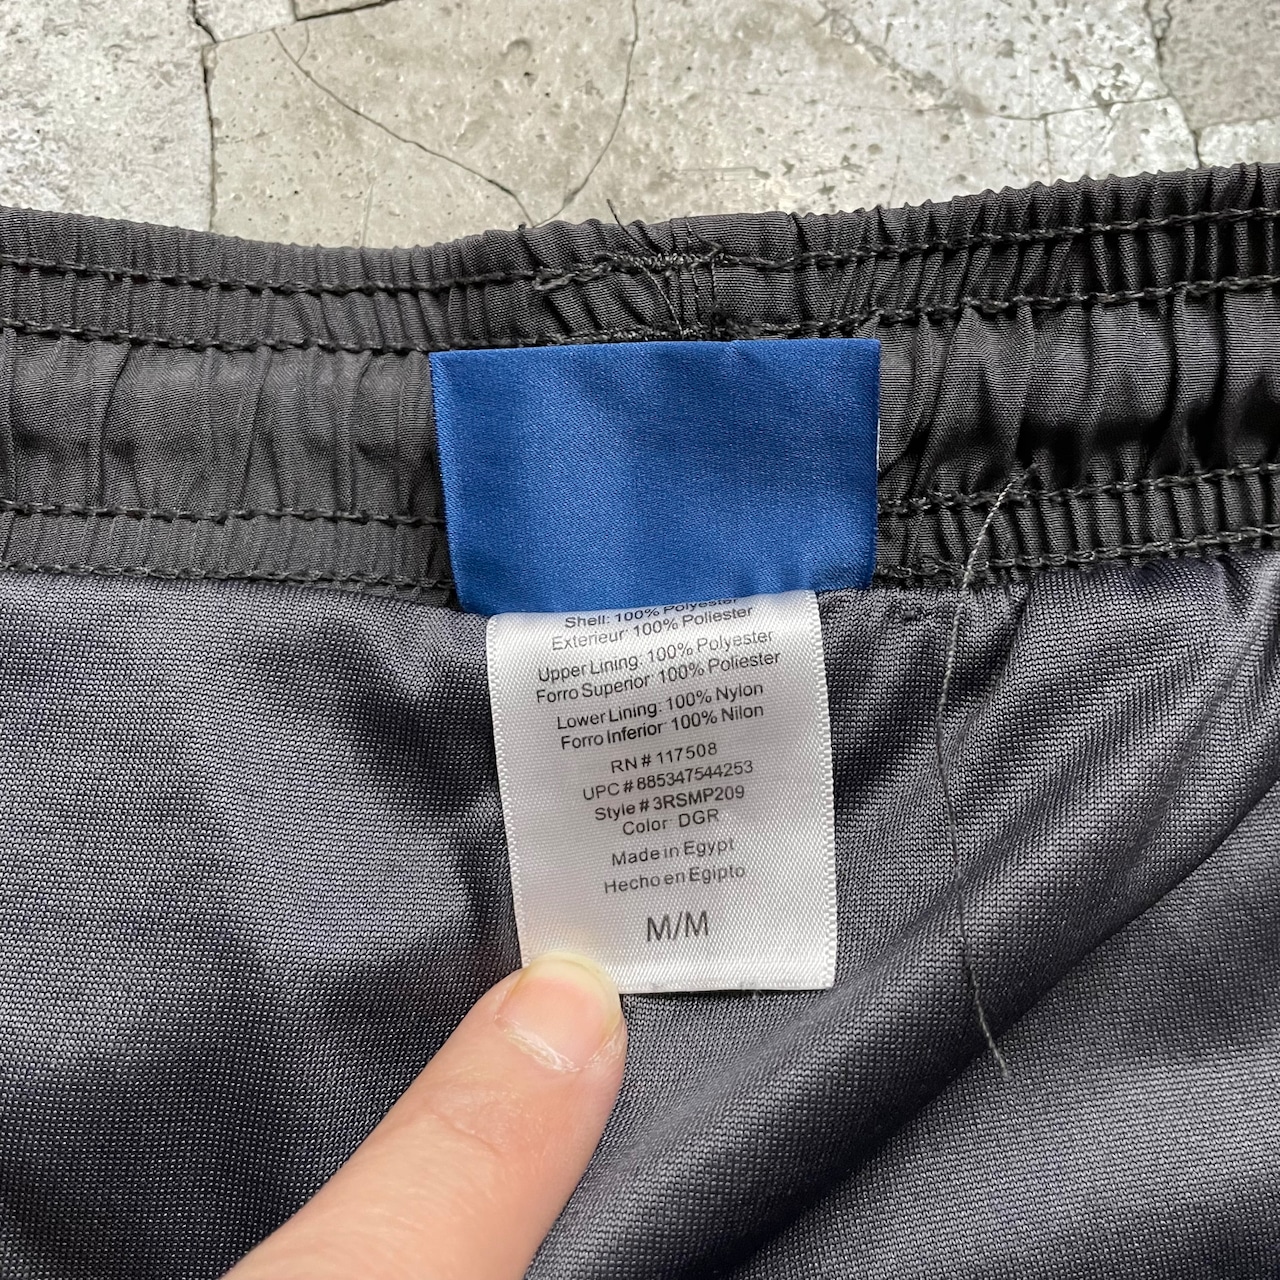 Shell: 100% Polyester
Exterieur: 100% Poliester
Upper Lining: 100% Polyester
Forro Superior 100% Poliester
Lower Lining: 100% Nylon
Forro Inferior 100% Nilon
RN # 117508
UPC # 885347544253
Style # 3RSMP209
Color DGR
Made in Egypt
Hecho en Egipto
M/M